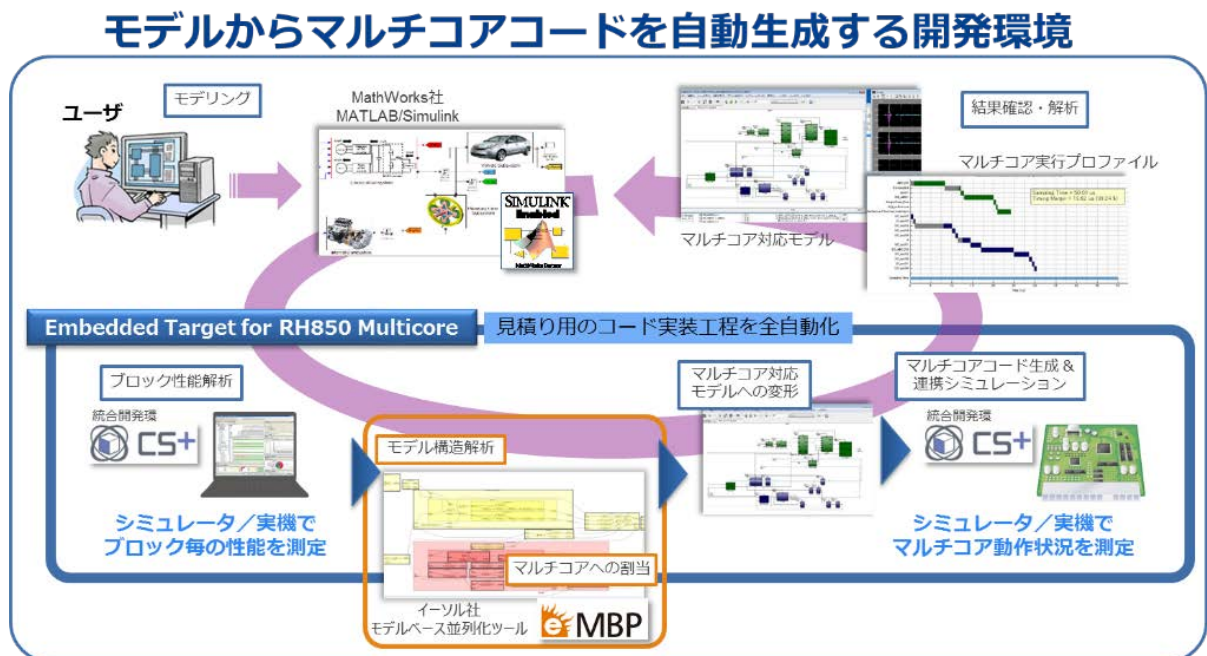 モデルからマルチコアコードを自動生成する開発環境
ユーザ
モデリング
MathWorks社
MATLAB/Simulink
SIMULINK
Enabled
マルチコア対応モデル
結果確認・解析
マルチコア実行プロファイル
Embedded Target for RH850 Multicore
見積り用のコード実装工程を全自動化
ブロック性能解析
統合開発環
CS+
シミュレータ／実機で
ブロック毎の性能を測定
モデル構造解析
マルチコアへの割当
イーソル社
モデルベース並列化ツール
eMBP
マルチコア対応
モデルへの変形
マルチコアコード生成 &
連携シミュレーション
統合開発環
CS+
シミュレータ／実機で
マルチコア動作状況を測定